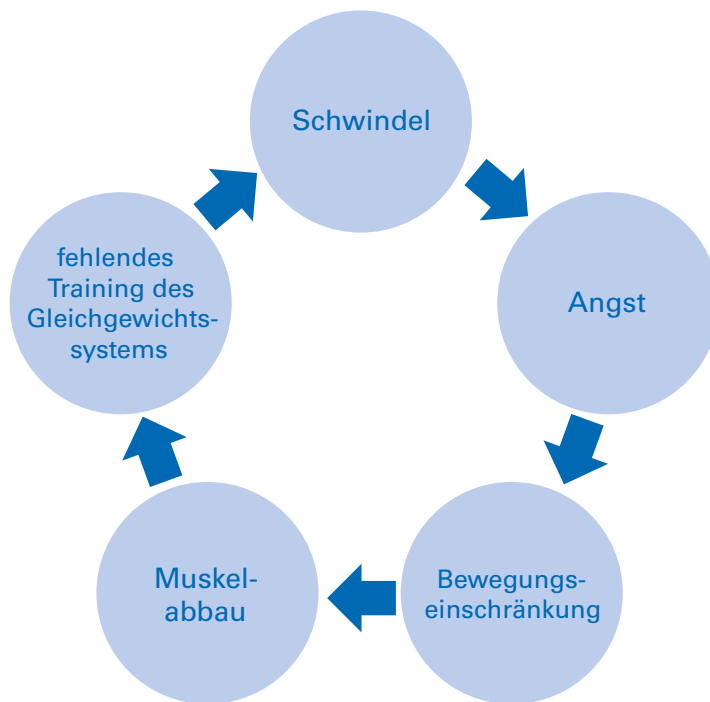 Schwindel
Angst
Bewegungs-
einschränkung
Muskel-
abbau
fehlendes
Training des
Gleichgewichts-
systems